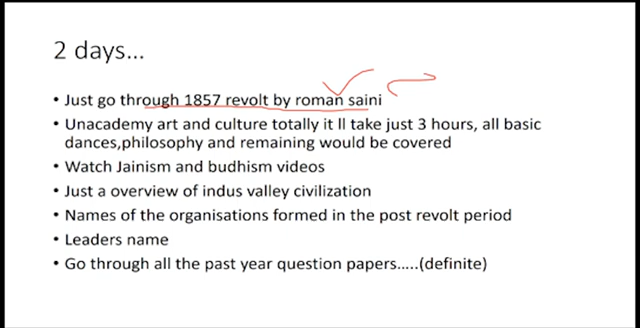 2 days...
• Just go through 1857 revolt by roman saini
• Unacademy art and culture totally it ll take just 3 hours, all basic
dances,philosophy and remaining would be covered
• Watch Jainism and budhism videos
• Just a overview of indus valley civilization
• Names of the organisations formed in the post revolt period
• Leaders name
• Go through all the past year question papers.....(definite)